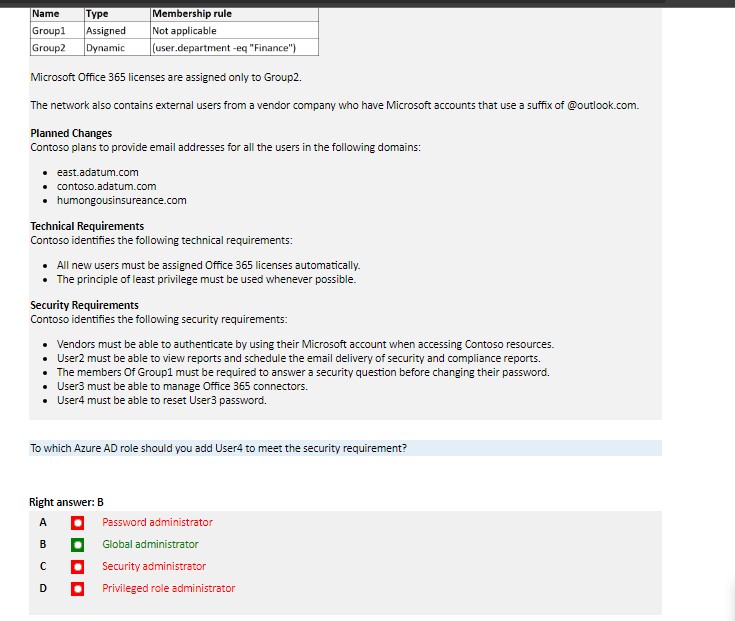 Name Type Membership rule
Group1 Assigned Not applicable
Group2 Dynamic (user.department -eq "Finance")
Microsoft Office 365 licenses are assigned only to Group2.
The network also contains external users from a vendor company who have Microsoft accounts that use a suffix of @outlook.com.
Planned Changes
Contoso plans to provide email addresses for all the users in the following domains:
• east.adatum.com
• contoso.adatum.com
• humongousinsureance.com
Technical Requirements
Contoso identifies the following technical requirements:
• All new users must be assigned Office 365 licenses automatically.
• The principle of least privilege must be used whenever possible.
Security Requirements
Contoso identifies the following security requirements:
• Vendors must be able to authenticate by using their Microsoft account when accessing Contoso resources.
• User2 must be able to view reports and schedule the email delivery of security and compliance reports.
• The members Of Group1 must be required to answer a security question before changing their password.
• User3 must be able to manage Office 365 connectors.
• User4 must be able to reset User3 password.
To which Azure AD role should you add User4 to meet the security requirement?
Right answer: B
A Password administrator
B Global administrator
C Security administrator
D Privileged role administrator